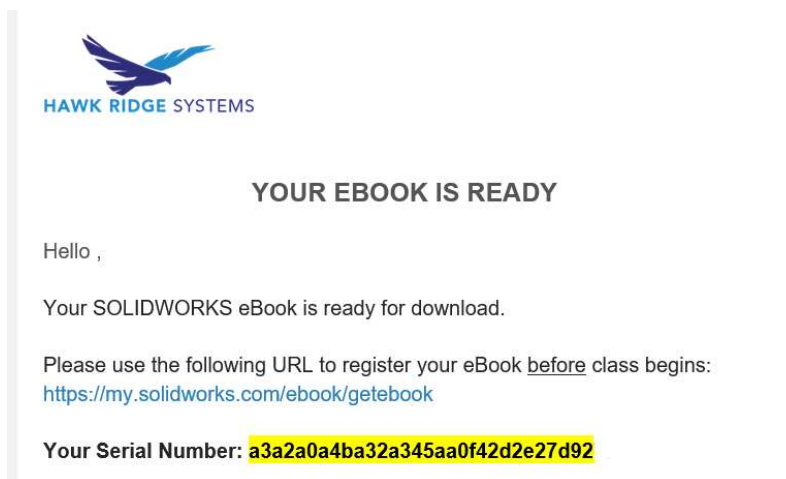 HAWK RIDGE SYSTEMS
YOUR EBOOK IS READY
Hello ,
Your SOLIDWORKS eBook is ready for download.
Please use the following URL to register your eBook before class begins:
https://my.solidworks.com/ebook/getebook
Your Serial Number: a3a2a0a4ba32a345aa0f42d2e27d92